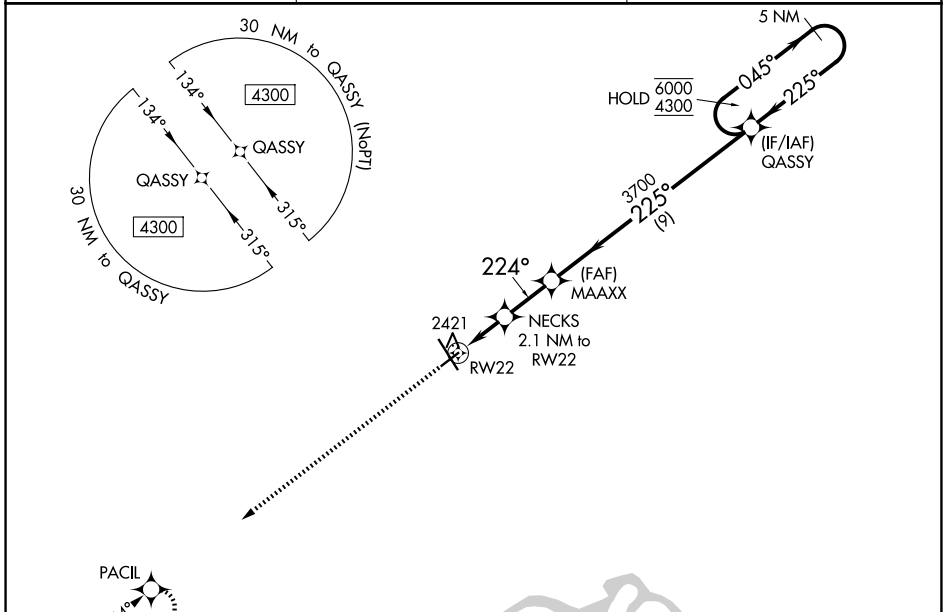 30 NM to QASSY (NoPT)
134°
4300
QASSY
315°
134°
QASSY
4300
315°
30 NM to QASSY
5 NM
045°
225°
HOLD 6000
4300
(IF/IAF)
QASSY
3700
225°
(9)
224°
(FAF)
MAAXX
NECKS
2.1 NM to
RW22
2421
RW22
PACIL